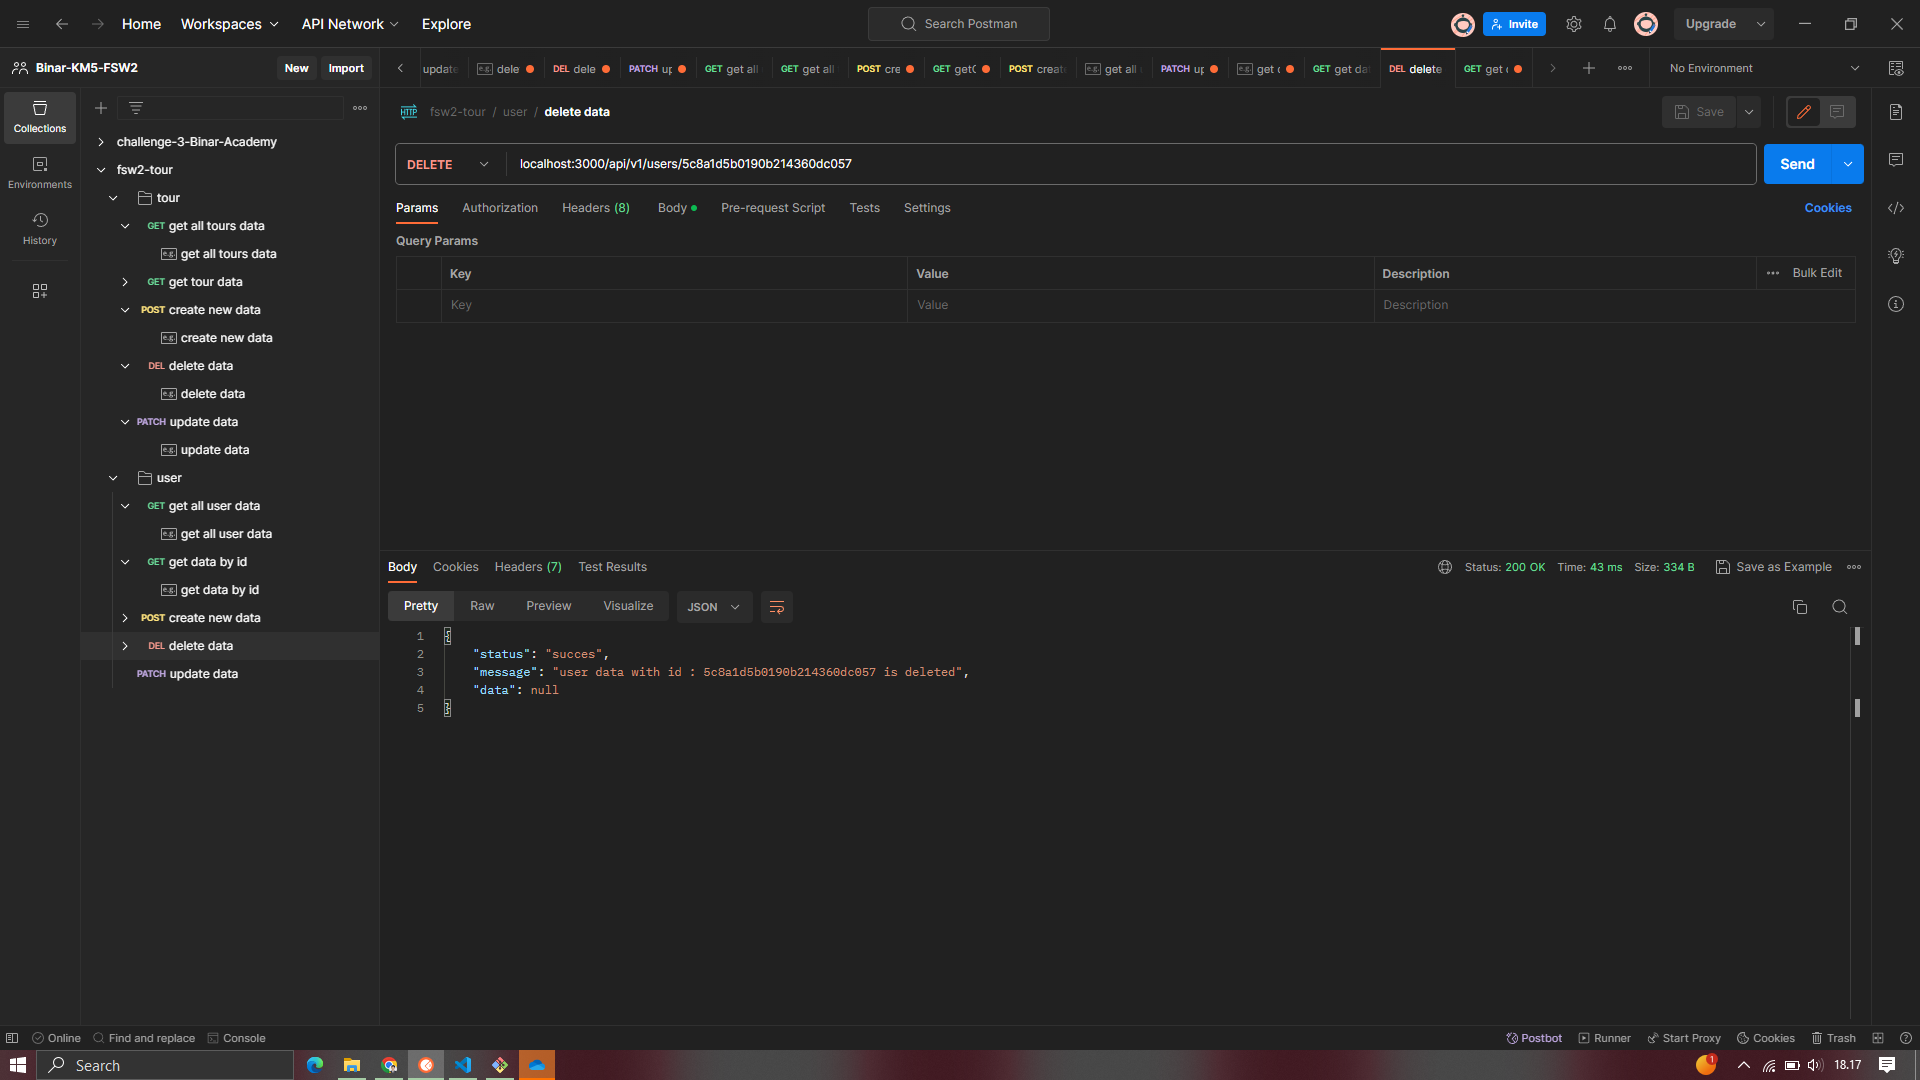 Home Workspaces API Network Explore Search Postman Invite Upgrade
Binar-KM5-FSW2 New Import
update dele DEL dele PATCH up GET get all GET get all POST cre GET getC POST creat get all PATCH up get c GET get dat DEL delete GET get No Environment
Collections
Environments
History
challenge-3-Binar-Academy
fsw2-tour
tour
GET get all tours data
e.g. get all tours data
GET get tour data
POST create new data
e.g. create new data
DEL delete data
e.g. delete data
PATCH update data
e.g. update data
user
GET get all user data
e.g. get all user data
GET get data by id
e.g. get data by id
POST create new data
DEL delete data
PATCH update data
HTTP fsw2-tour / user / delete data Save
DELETE localhost:3000/api/v1/users/5c8a1d5b0190b214360dc057 Send
Params Authorization Headers (8) Body Pre-request Script Tests Settings Cookies
Query Params
Key Value Description Bulk Edit
Key Value Description
Body Cookies Headers (7) Test Results Status: 200 OK Time: 43 ms Size: 334 B Save as Example
Pretty Raw Preview Visualize JSON
1 {
2 "status": "succes",
3 "message": "user data with id : 5c8a1d5b0190b214360dc057 is deleted",
4 "data": null
5 }
Online Find and replace Console Postbot Runner Start Proxy Cookies Trash
Search 1 18.17